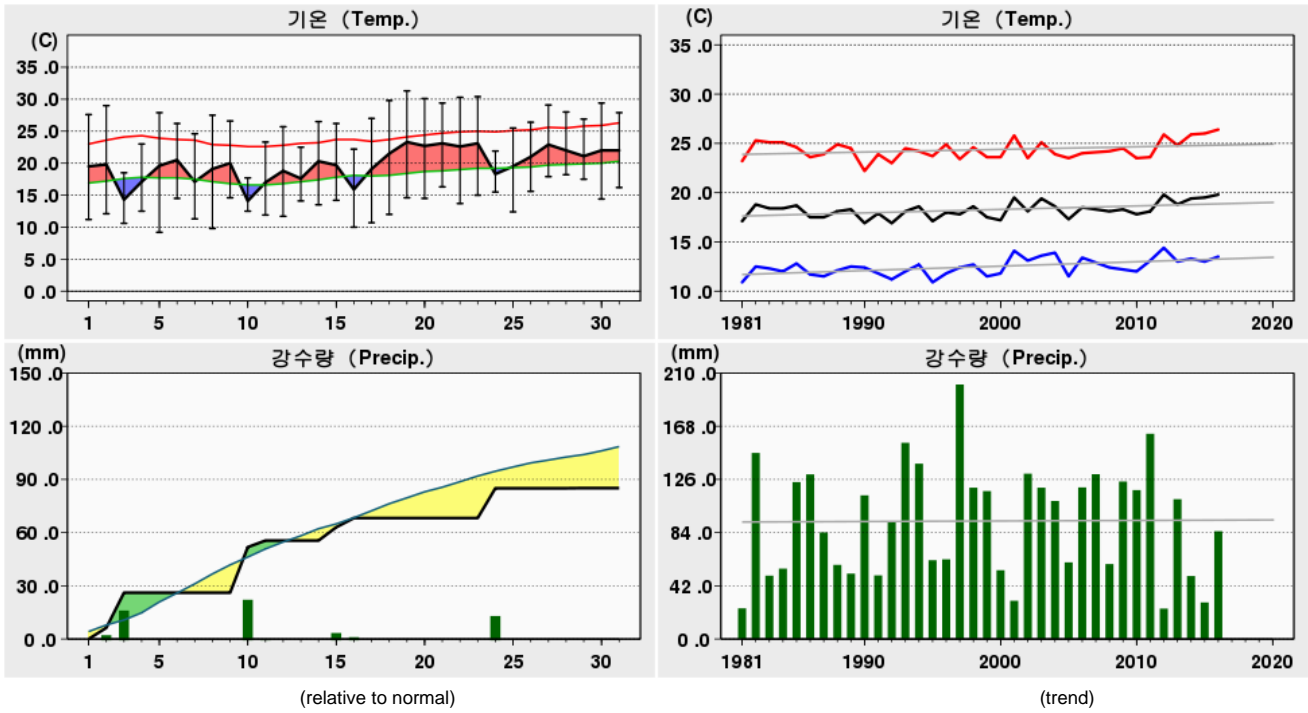 기온 (Temp.)
(C)
35 .0
30 .0
25 .0
20 .0
15 .0
10 .0
5 .0
0 .0
1 5 10 15 20 25 30
기온 (Temp.)
(C)
35 .0
30 .0
25 .0
20 .0
15 .0
10 .0
1981 1990 2000 2010 2020
강수량 (Precip.)
(mm)
150 .0
120 .0
90 .0
60 .0
30 .0
0 .0
1 5 10 15 20 25 30
(relative to normal)
강수량 (Precip.)
(mm)
210 .0
168 .0
126 .0
84 .0
42 .0
0 .0
1981 1990 2000 2010 2020
(trend)